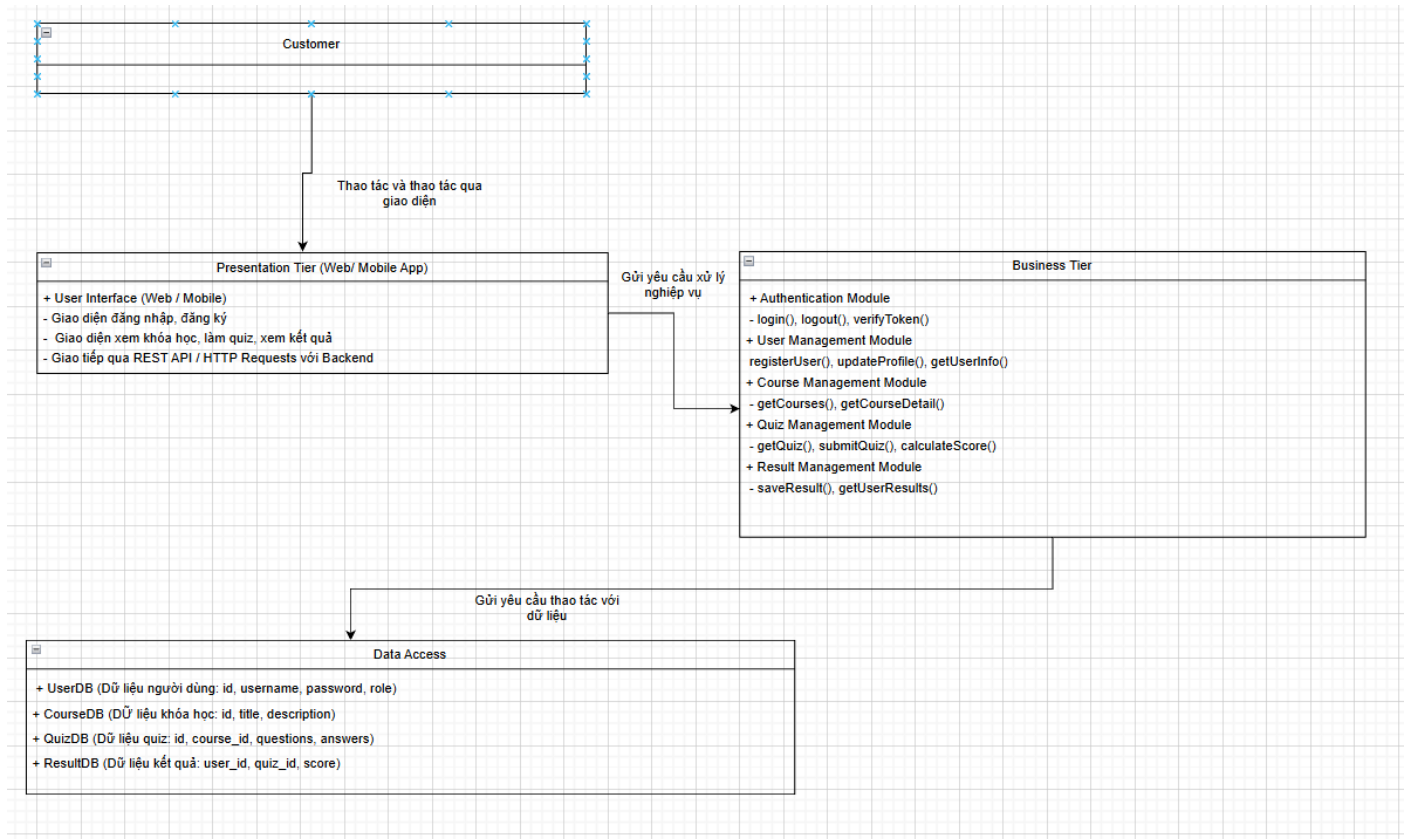 Customer
Thao tác và thao tác qua
giao diện
Presentation Tier (Web/ Mobile App)
+ User Interface (Web / Mobile)
- Giao diện đăng nhập, đăng ký
- Giao diện xem khóa học, làm quiz, xem kết quả
- Giao tiếp qua REST API / HTTP Requests với Backend
Gửi yêu cầu xử lý
nghiệp vụ
Business Tier
+ Authentication Module
- login(), logout(), verifyToken()
+ User Management Module
registerUser(), updateProfile(), getUserInfo()
+ Course Management Module
- getCourses(), getCourseDetail()
+ Quiz Management Module
- getQuiz(), submitQuiz(), calculateScore()
+ Result Management Module
- saveResult(), getUserResults()
Gửi yêu cầu thao tác với
dữ liệu
Data Access
+ UserDB (Dữ liệu người dùng: id, username, password, role)
+ CourseDB (DỮ liệu khóa học: id, title, description)
+ QuizDB (Dữ liệu quiz: id, course_id, questions, answers)
+ ResultDB (Dữ liệu kết quả: user_id, quiz_id, score)